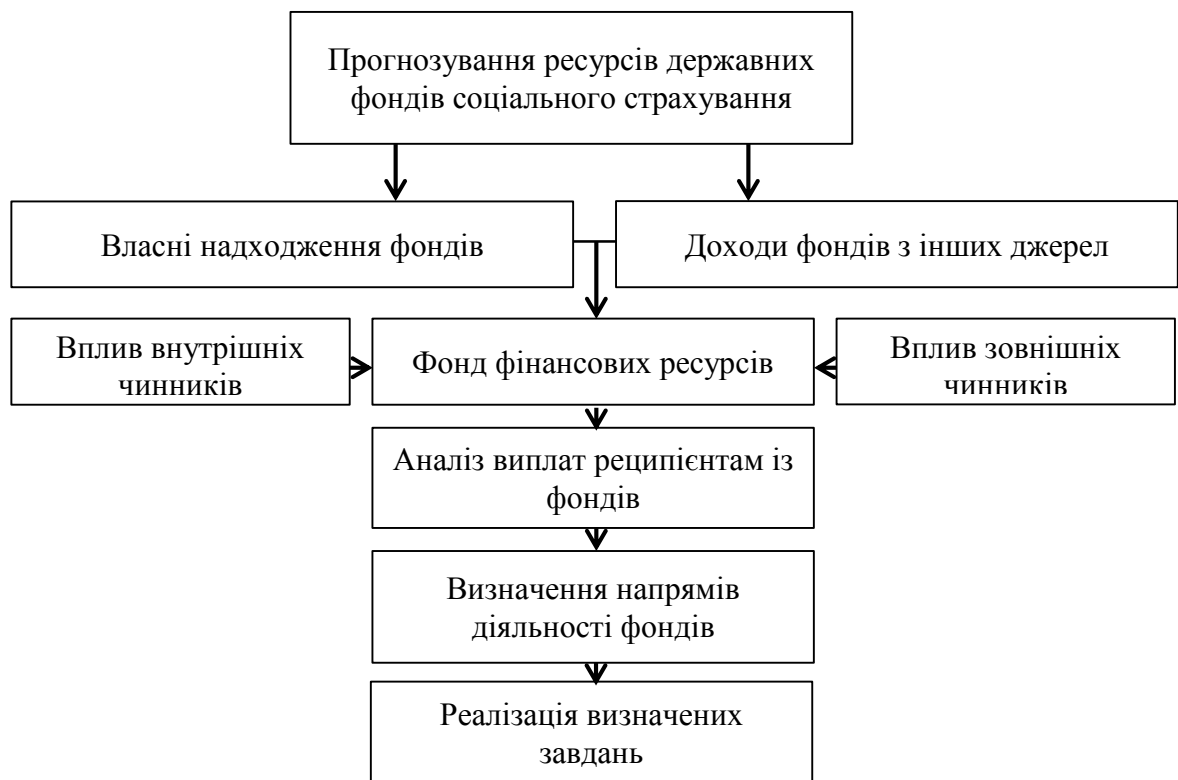 Прогнозування ресурсів державних
фондів соціального страхування
Власні надходження фондів
Доходи фондів з інших джерел
Вплив внутрішніх
чинників
Фонд фінансових ресурсів
Вплив зовнішніх
чинників
Аналіз виплат реципієнтам із
фондів
Визначення напрямів
діяльності фондів
Реалізація визначених
завдань